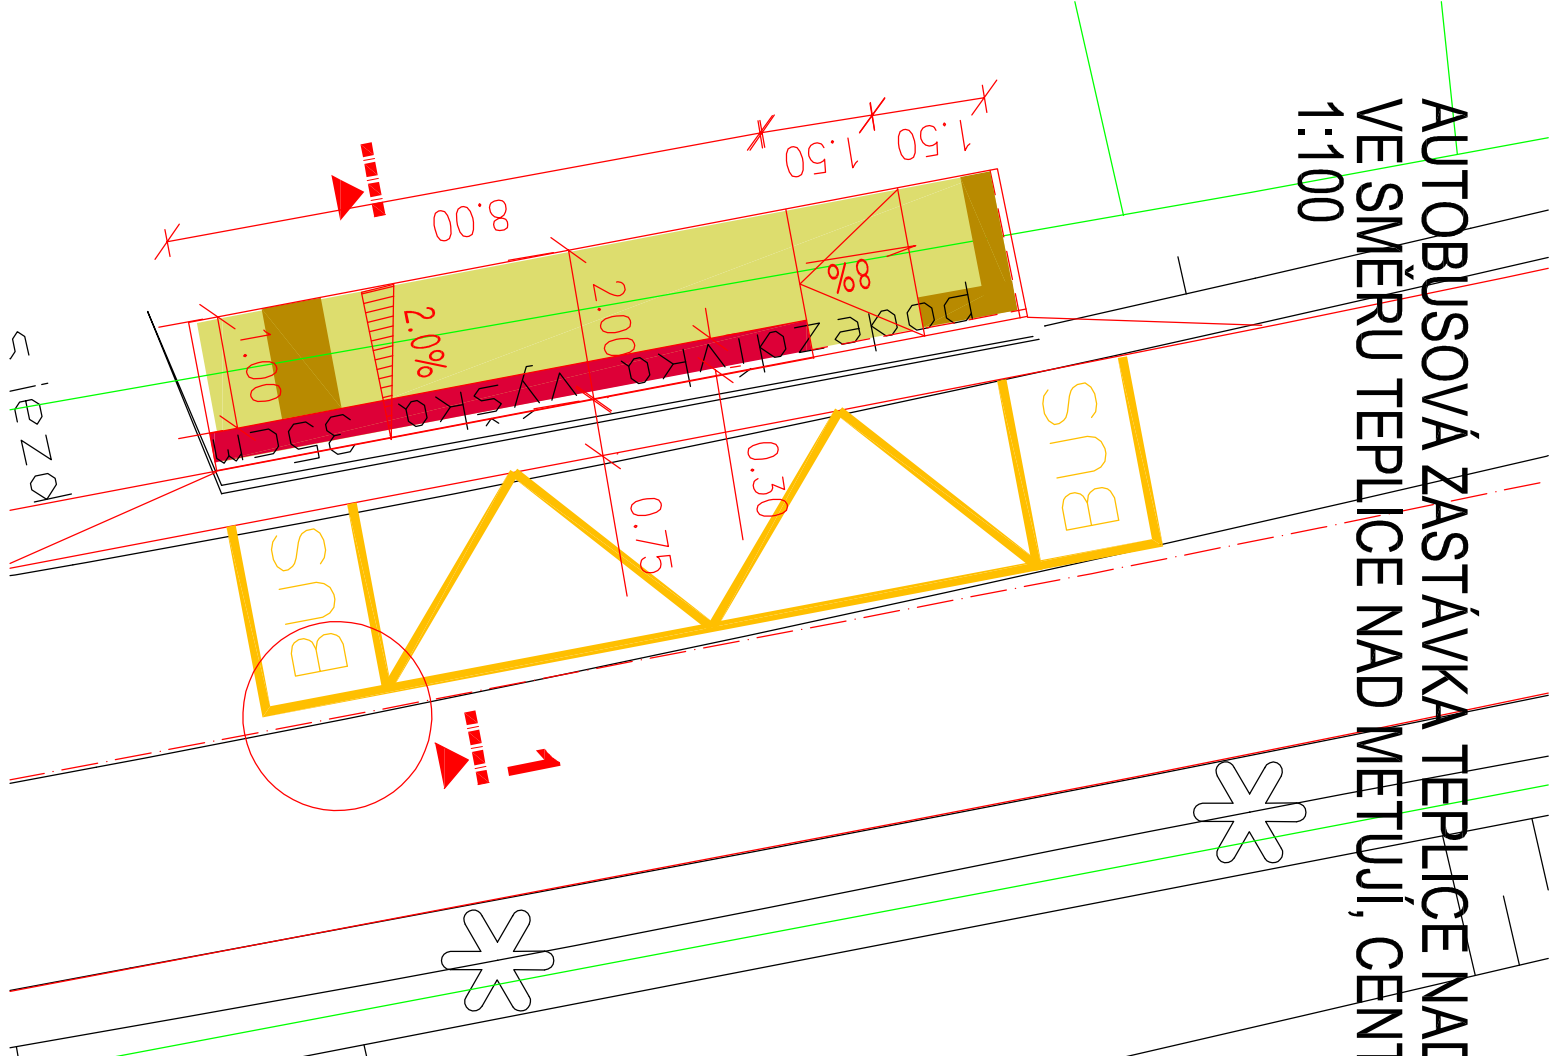 AUTOBUSOVÁ ZASTÁVKA TEPLICE NAD
VE SMĚRU TEPLICE NAD METUJÍ, CENT
1:100
1.50
1.50
8.00
8%
2.00
2.0%
1.00
podezdívka výška 35cm
0.30
0.75
BUS
BUS
1